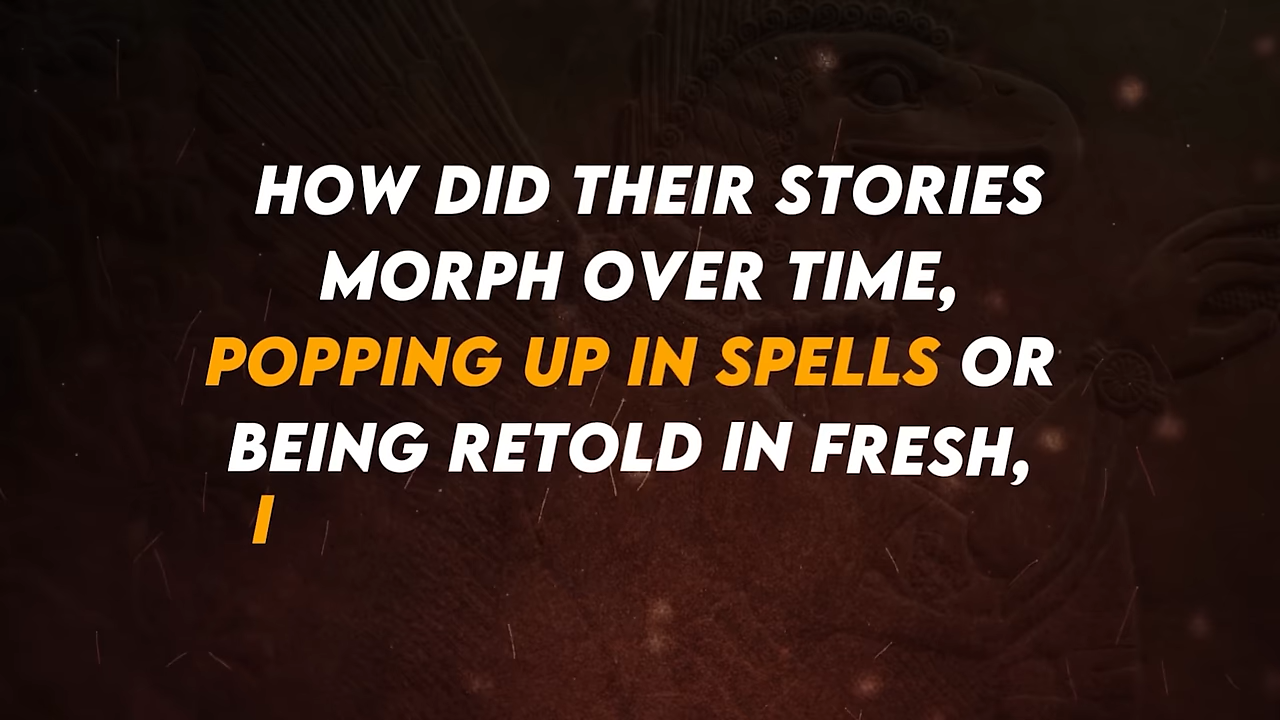 HOW DID THEIR STORIES
MORPH OVER TIME,
POPPING UP IN SPELLS OR
BEING RETOLD IN FRESH,
I